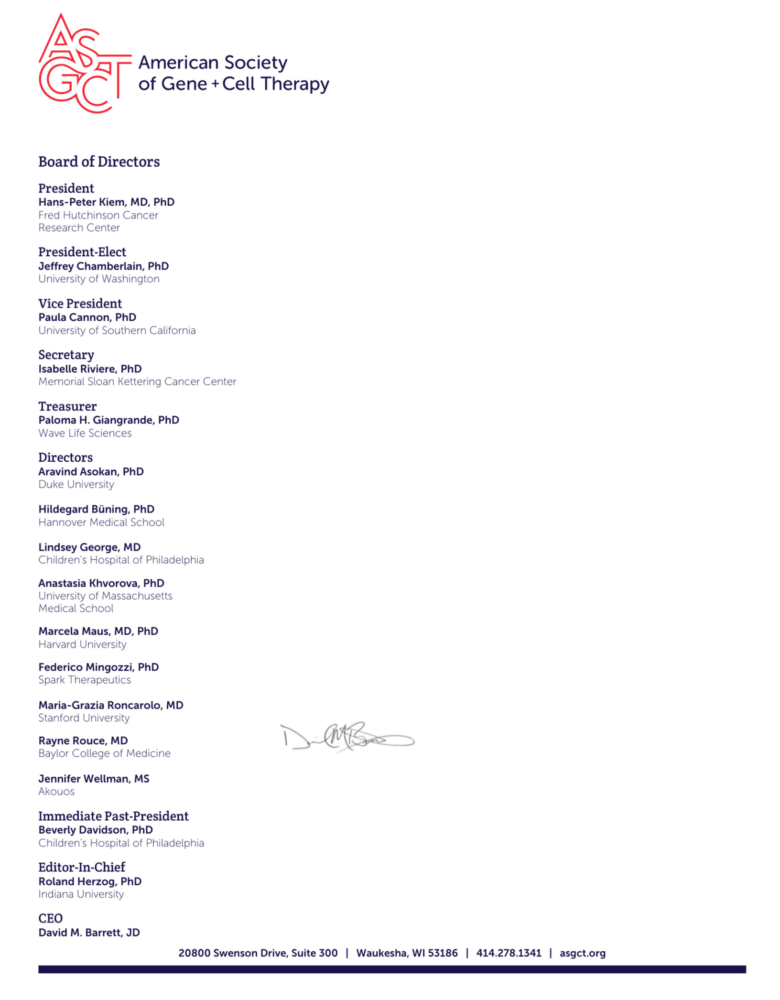 ASGCT
American Society
of Gene + Cell Therapy
Board of Directors
President
Hans-Peter Kiem, MD, PhD
Fred Hutchinson Cancer
Research Center
President-Elect
Jeffrey Chamberlain, PhD
University of Washington
Vice President
Paula Cannon, PhD
University of Southern California
Secretary
Isabelle Riviere, PhD
Memorial Sloan Kettering Cancer Center
Treasurer
Paloma H. Giangrande, PhD
Wave Life Sciences
Directors
Aravind Asokan, PhD
Duke University
Hildegard Büning, PhD
Hannover Medical School
Lindsey George, MD
Children's Hospital of Philadelphia
Anastasia Khvorova, PhD
University of Massachusetts
Medical School
Marcela Maus, MD, PhD
Harvard University
Federico Mingozzi, PhD
Spark Therapeutics
Maria-Grazia Roncarolo, MD
Stanford University
Rayne Rouce, MD
Baylor College of Medicine
Jennifer Wellman, MS
Akouos
Immediate Past-President
Beverly Davidson, PhD
Children’s Hospital of Philadelphia
Editor-In-Chief
Roland Herzog, PhD
Indiana University
CEO
David M. Barrett, JD
20800 Swenson Drive, Suite 300 | Waukesha, WI 53186 | 414.278.1341 | asgct.org